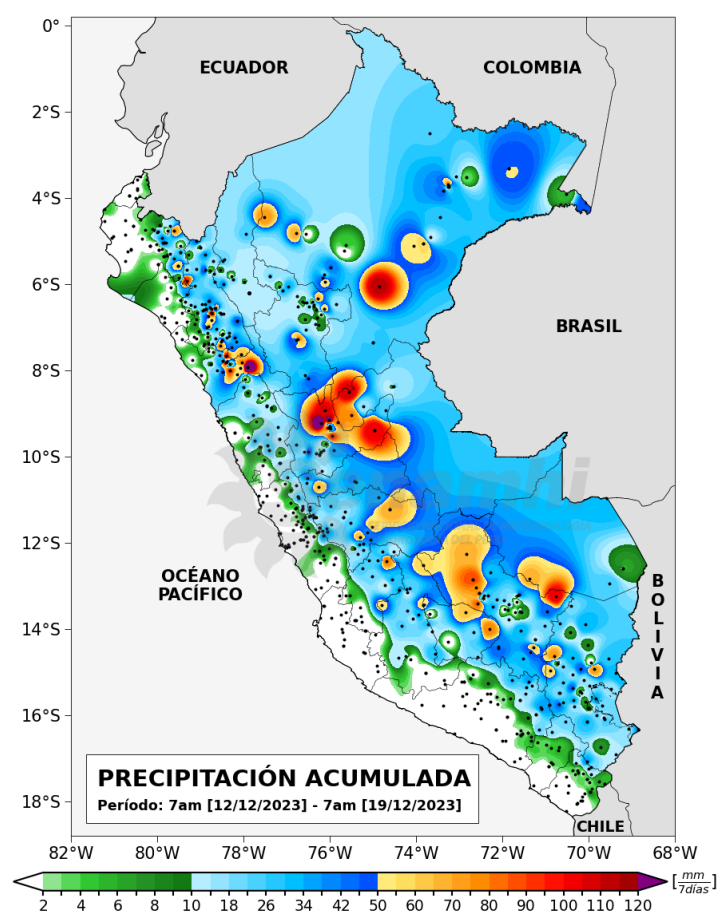 0°
2°S
4°S
6°S
8°S
10°S
12°S
14°S
16°S
18°S
ECUADOR
COLOMBIA
BRASIL
OCÉANO
PACÍFICO
BOLIVIA
CHILE
PRECIPITACIÓN ACUMULADA
Período: 7am [12/12/2023] - 7am [19/12/2023]
82°W 80°W 78°W 76°W 74°W 72°W 70°W 68°W
2 4 6 8 10 18 26 34 42 50 60 70 80 90 100 110 120 [mm/7días]